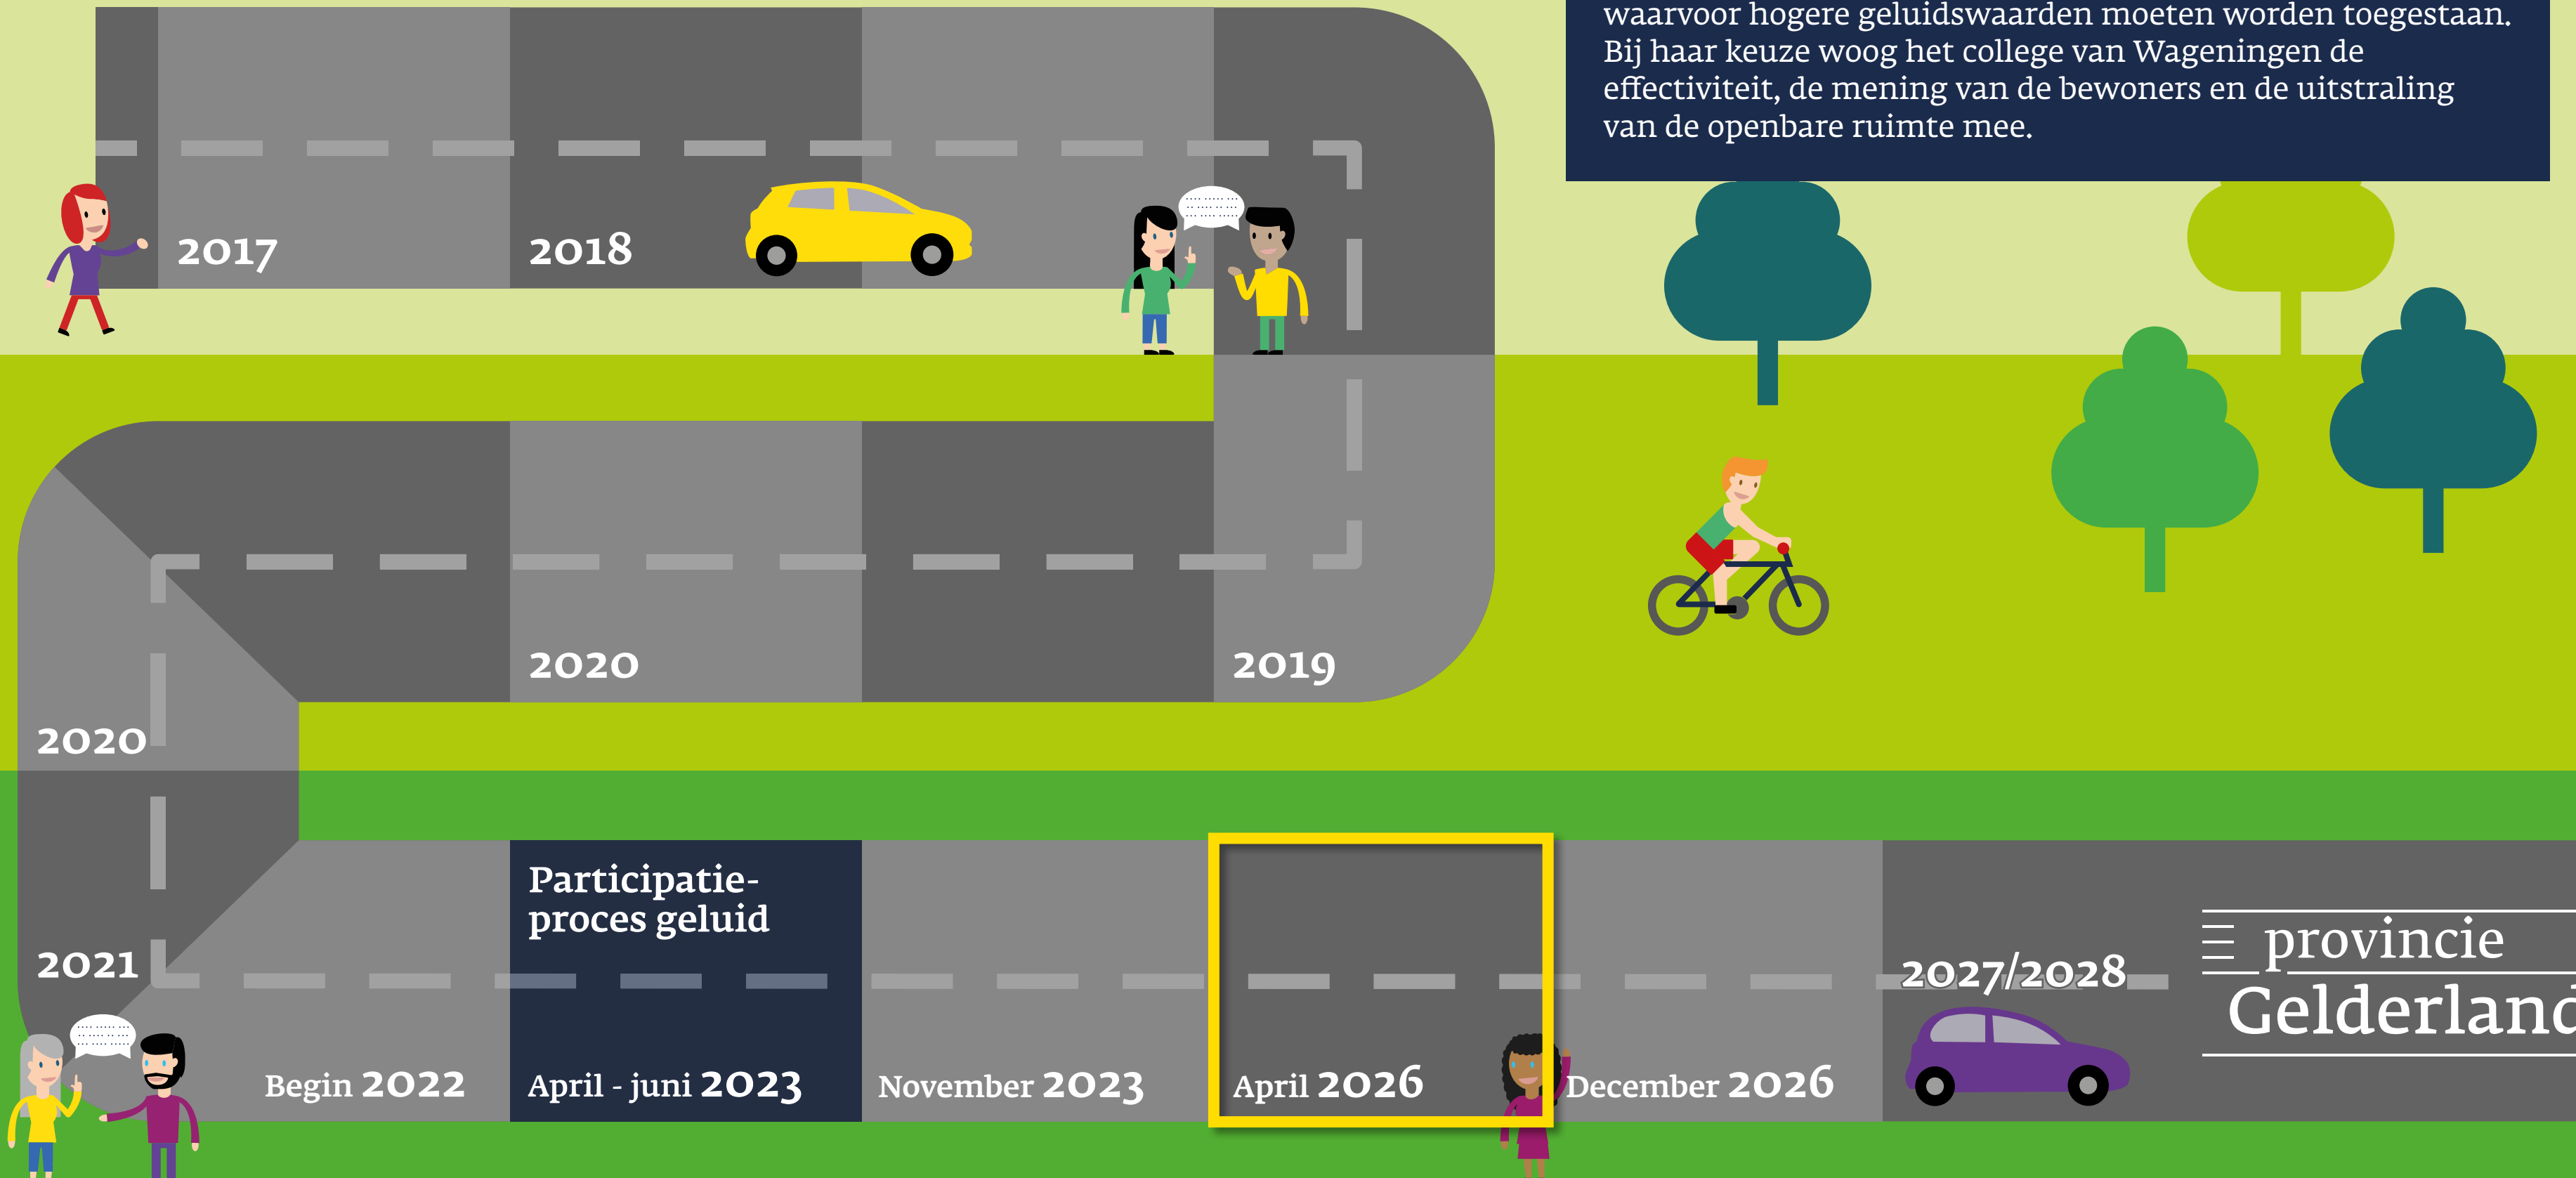 waarvoor hogere geluidswaarden moeten worden toegestaan.
Bij haar keuze woog het college van Wageningen de
effectiviteit, de mening van de bewoners en de uitstraling
van de openbare ruimte mee.
2017
2018
2020
2019
2020
2021
Participatie-
proces geluid
Begin 2022
April - juni 2023
November 2023
April 2026
December 2026
2027/2028
provincie
Gelderland